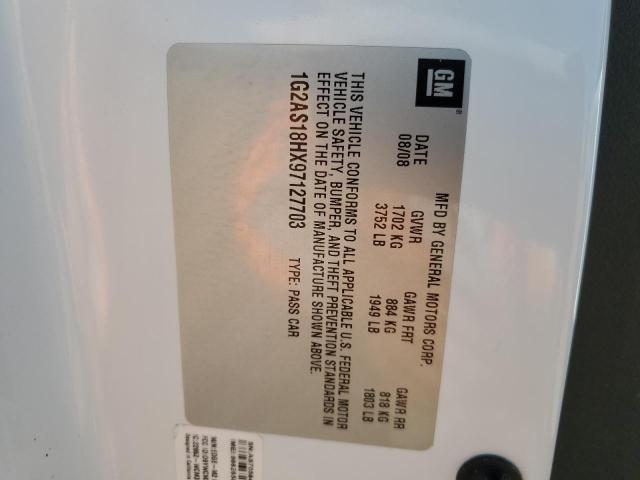 GM
®
MFD BY GENERAL MOTORS CORP.
DATE GVWR GAWR FRT GAWR RR
08/08 1702 KG 884 KG 818 KG
3752 LB 1949 LB 1803 LB
THIS VEHICLE CONFORMS TO ALL APPLICABLE U.S. FEDERAL MOTOR
VEHICLE SAFETY, BUMPER, AND THEFT PREVENTION STANDARDS IN
EFFECT ON THE DATE OF MANUFACTURE SHOWN ABOVE.
1G2AS18HX97127703 TYPE: PASS CAR